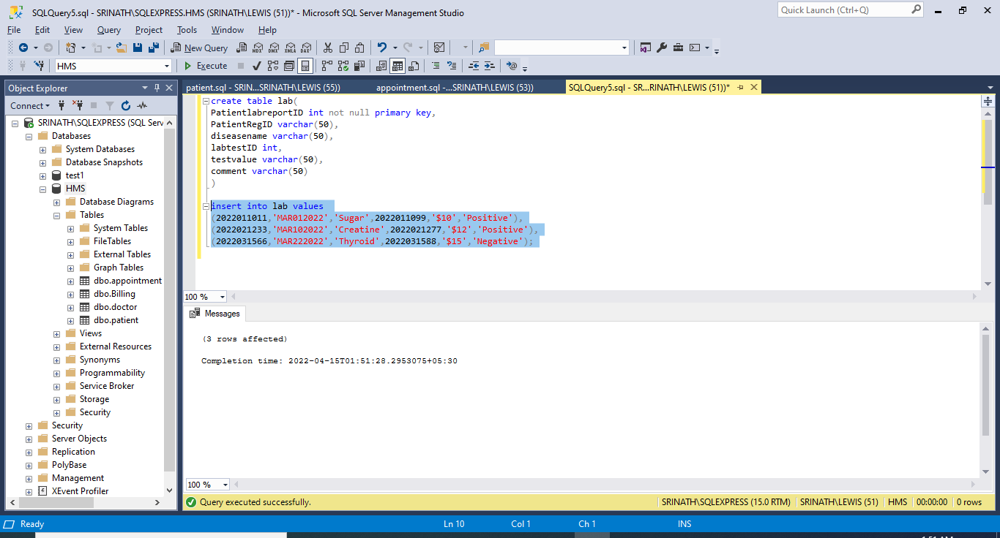 SQLQuery5.sql - SRINATH\SQLEXPRESS.HMS (SRINATH\LEWIS (51))* - Microsoft SQL Server Management Studio
Quick Launch (Ctrl+Q)
File Edit View Query Project Tools Window Help
New Query MDX DMX XMLA DAX
HMS Execute
Object Explorer
Connect
SRINATH\SQLEXPRESS (SQL Serv
Databases
System Databases
Database Snapshots
test1
HMS
Database Diagrams
Tables
System Tables
FileTables
External Tables
Graph Tables
dbo.appointment
dbo.Billing
dbo.doctor
dbo.patient
Views
External Resources
Synonyms
Programmability
Service Broker
Storage
Security
Security
Server Objects
Replication
PolyBase
Management
XEvent Profiler
patient.sql - SRIN...SRINATH\LEWIS (55)) appointment.sql -...SRINATH\LEWIS (53)) SQLQuery5.sql - SR...RINATH\LEWIS (51))*
create table lab(
PatientlabreportID int not null primary key,
PatientRegID varchar(50),
diseasename varchar(50),
labtestID int,
testvalue varchar(50),
comment varchar(50)
)
insert into lab values
(2022011011,'MAR012022','Sugar',2022011099,'$10','Positive'),
(2022021233,'MAR102022','Creatine',2022021277,'$12','Positive'),
(2022031566,'MAR222022','Thyroid',2022031588,'$15','Negative');
100 %
Messages
(3 rows affected)
Completion time: 2022-04-15T01:51:28.2953075+05:30
100 %
Query executed successfully. SRINATH\SQLEXPRESS (15.0 RTM) SRINATH\LEWIS (51) HMS 00:00:00 0 rows
Ready Ln 10 Col 1 Ch 1 INS